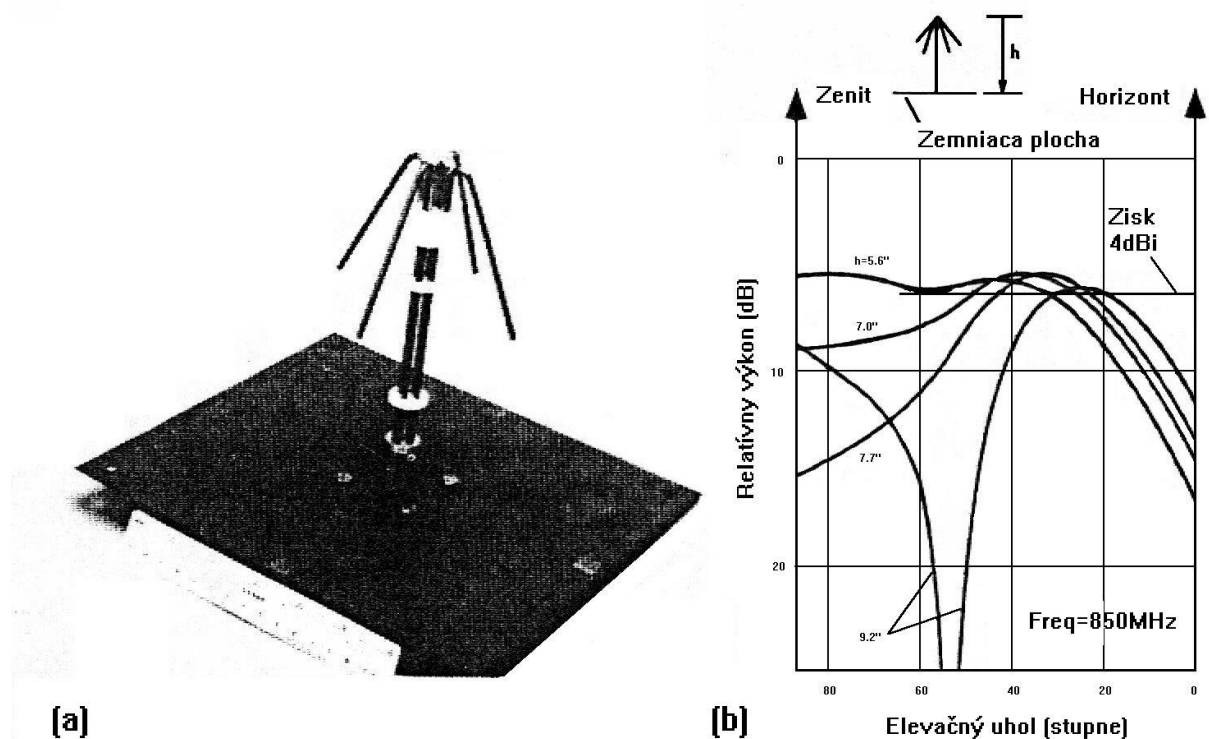 h
Zenit
Horizont
Zemniaca plocha
0
Zisk
4dBi
h=5.6"
7.0"
10
7.7"
20
9.2"
Freq=850MHz
80
60
40
20
0
Relatívny výkon (dB)
Elevačný uhol (stupne)
(a)
(b)